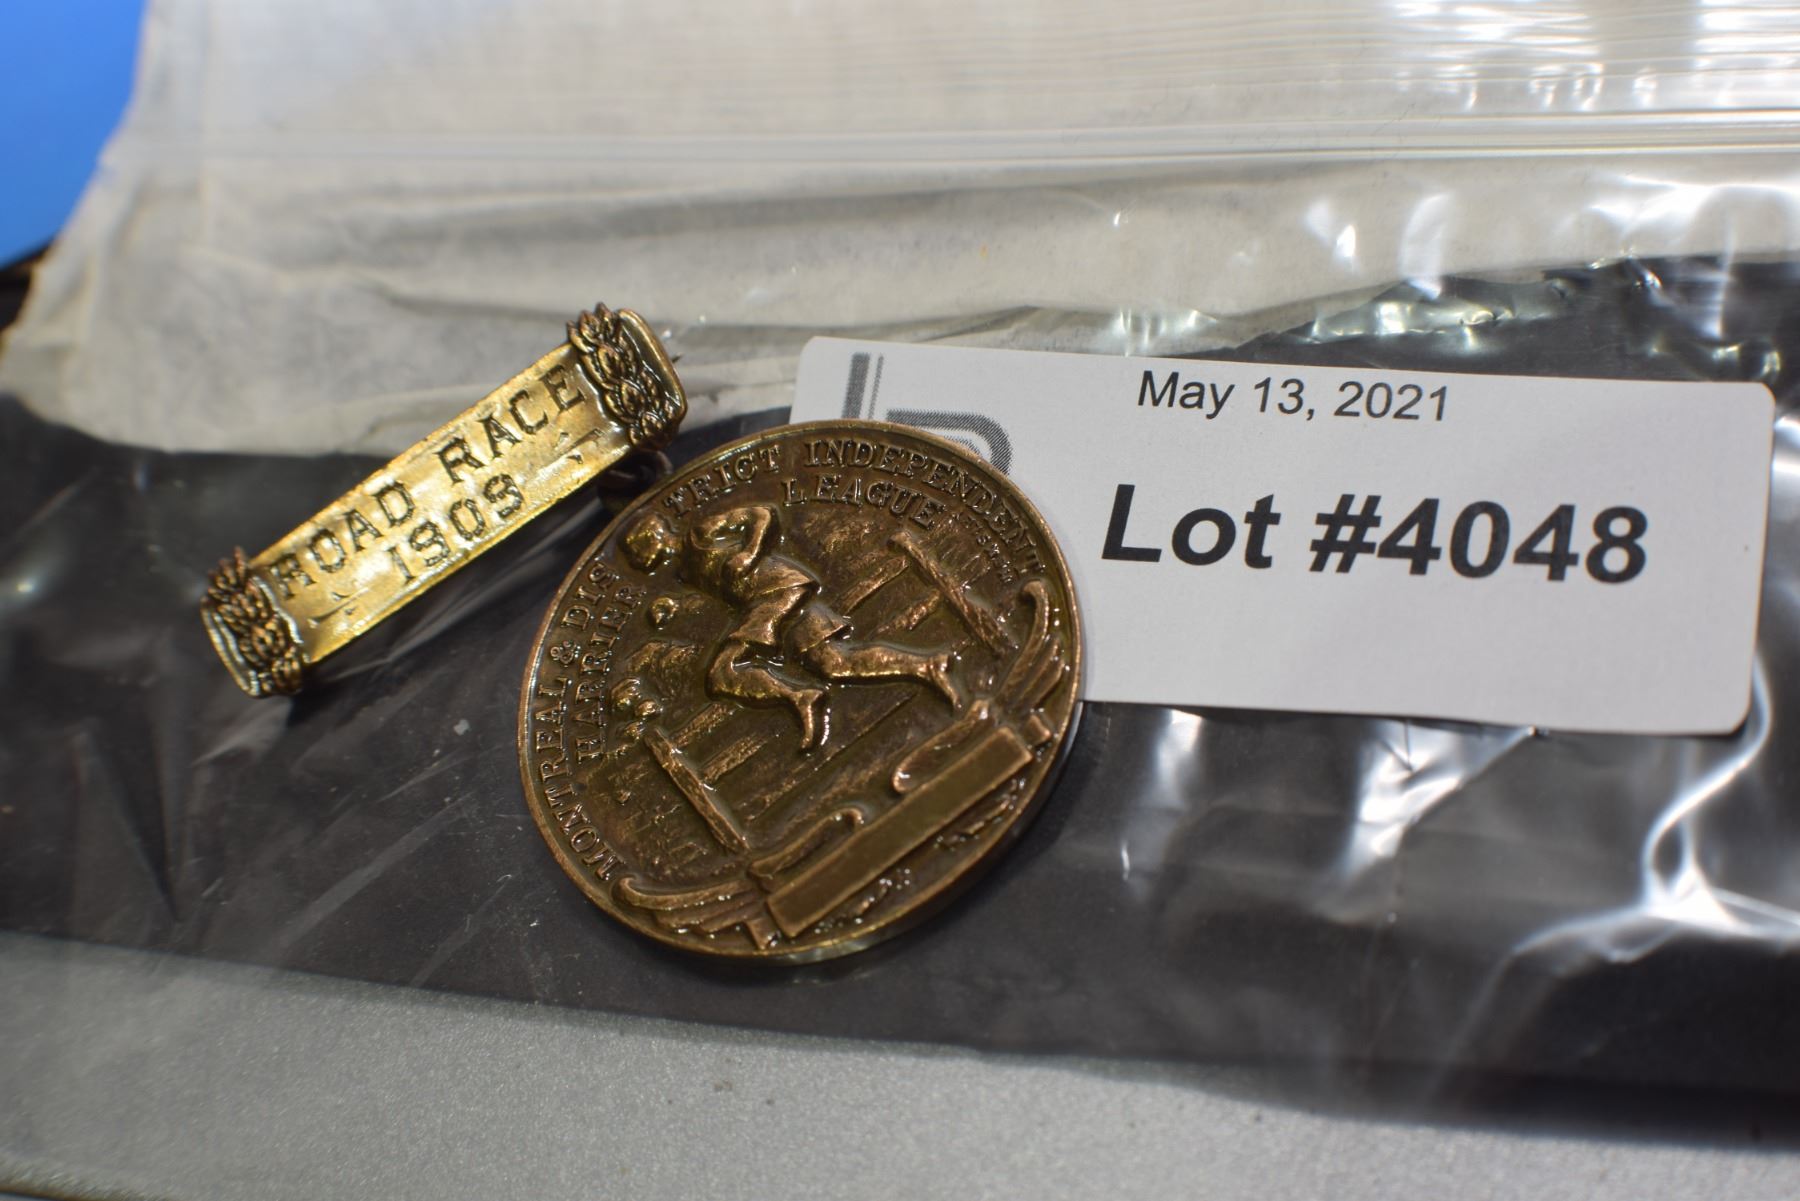 ROAD RACE
1909
MONTREAL & DISTRICT INDEPENDENT
HARRIER LEAGUE
May 13, 2021
Lot #4048